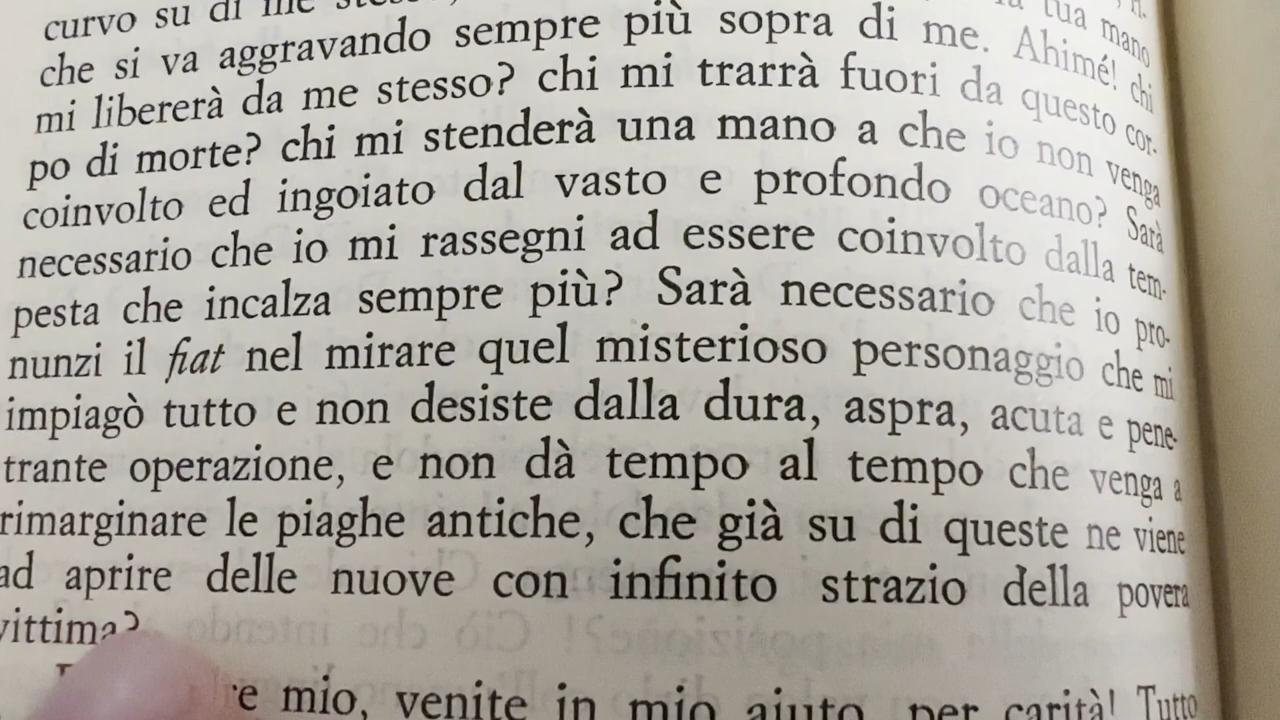 curvo su di me
che si va aggravando sempre più sopra di me. Ahimé! chi
mi libererà da me stesso? chi mi trarrà fuori da questo cor-
po di morte? chi mi stenderà una mano a che io non venga
coinvolto ed ingoiato dal vasto e profondo oceano? Sarà
necessario che io mi rassegni ad essere coinvolto dalla tem-
pesta che incalza sempre più? Sarà necessario che io pro-
nunzi il fiat nel mirare quel misterioso personaggio che mi
impiagò tutto e non desiste dalla dura, aspra, acuta e pene-
trante operazione, e non dà tempo al tempo che venga a
rimarginare le piaghe antiche, che già su di queste ne viene
ad aprire delle nuove con infinito strazio della povera
vittima?
mio, venite in mio aiuto, per carità! Tutto